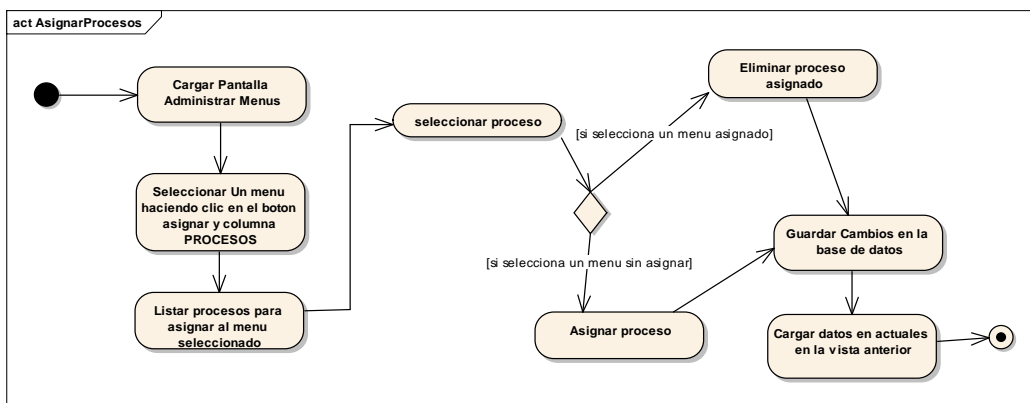 act AsignarProcesos
Cargar Pantalla
Administrar Menus
Seleccionar Un menu
haciendo clic en el boton
asignar y columna
PROCESOS
Listar procesos para
asignar al menu
seleccionado
seleccionar proceso
[si selecciona un menu asignado]
Eliminar proceso
asignado
[si selecciona un menu sin asignar]
Asignar proceso
Guardar Cambios en la
base de datos
Cargar datos en actuales
en la vista anterior